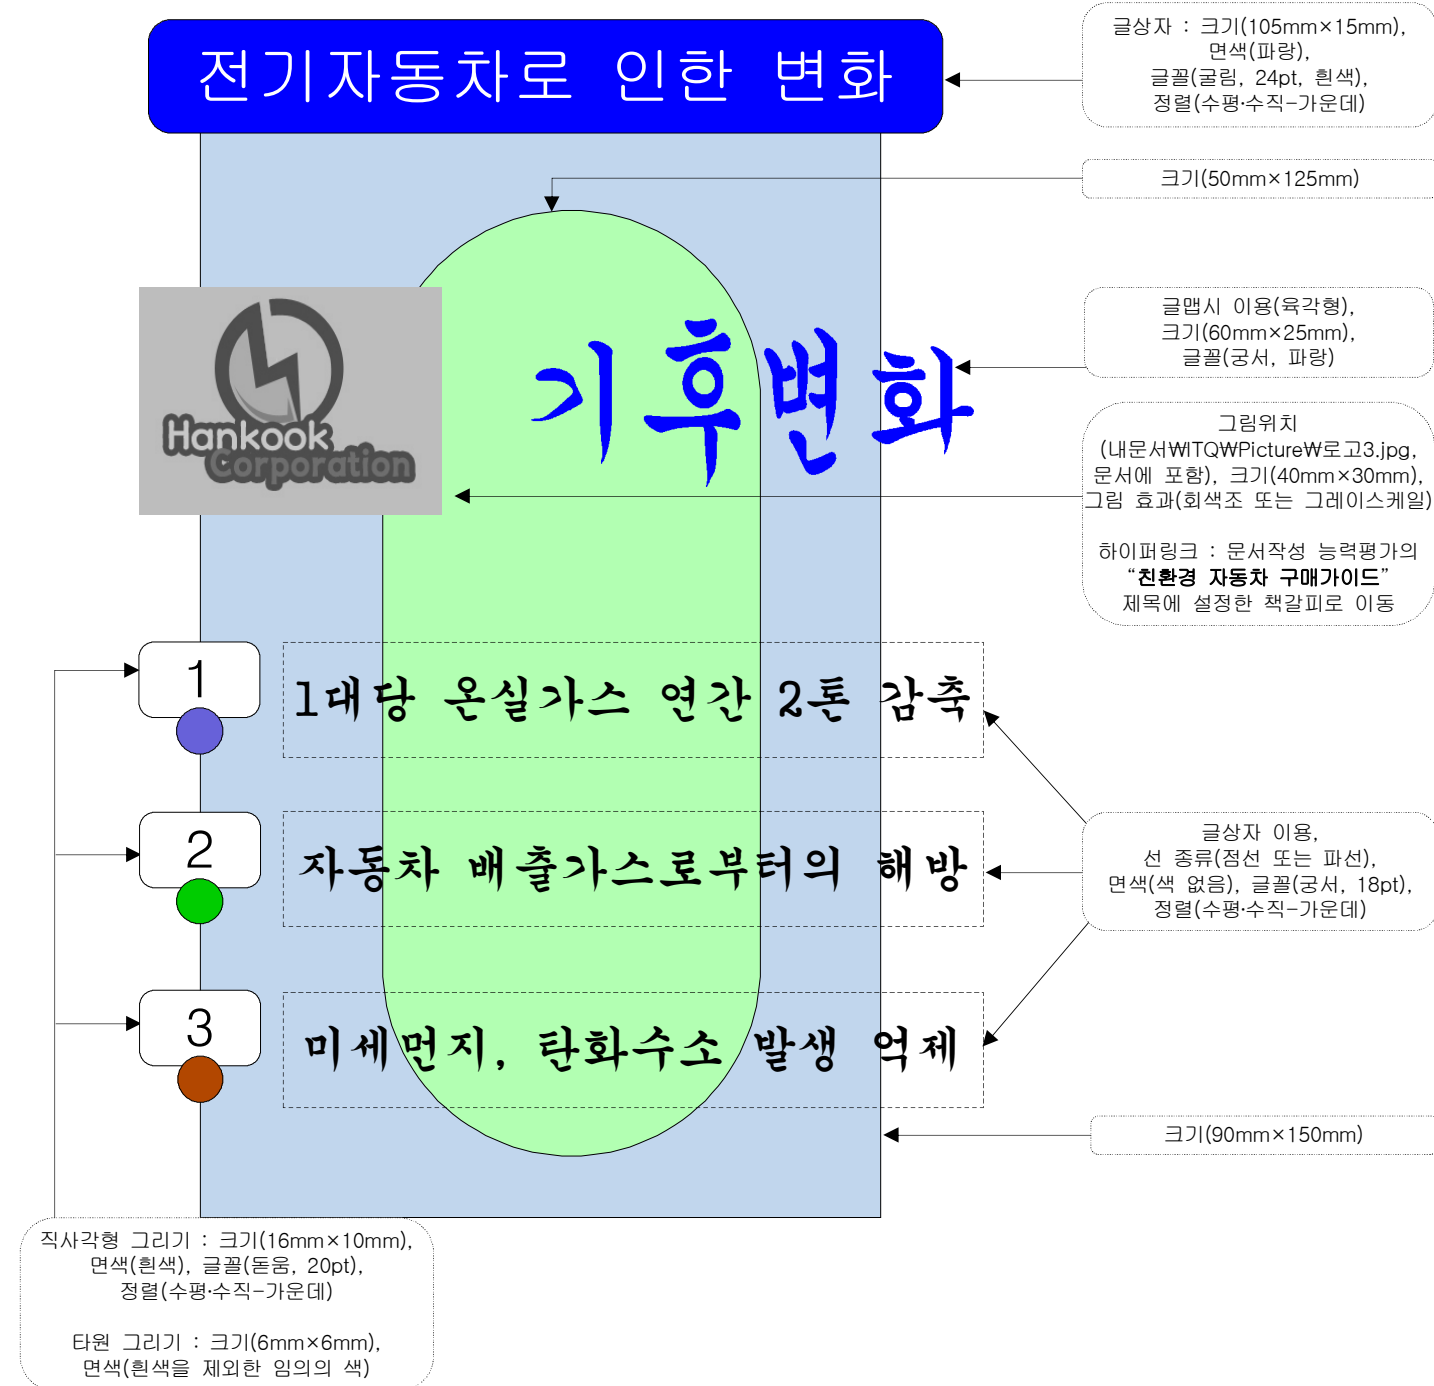 전기자동차로 인한 변화
글상자 : 크기(105mm×15mm),
면색(파랑),
글꼴(굴림, 24pt, 흰색),
정렬(수평·수직-가운데)
크기(50mm×125mm)
Hankook
Corporation
기후변화
글맵시 이용(육각형),
크기(60mm×25mm),
글꼴(궁서, 파랑)
그림위치
(내문서₩ITQ₩Picture₩로고3.jpg,
문서에 포함), 크기(40mm×30mm),
그림 효과(회색조 또는 그레이스케일)
하이퍼링크 : 문서작성 능력평가의
“친환경 자동차 구매가이드”
제목에 설정한 책갈피로 이동
1
1대당 온실가스 연간 2톤 감축
2
자동차 배출가스로부터의 해방
글상자 이용,
선 종류(점선 또는 파선),
면색(색 없음), 글꼴(궁서, 18pt),
정렬(수평·수직-가운데)
3
미세먼지, 탄화수소 발생 억제
크기(90mm×150mm)
직사각형 그리기 : 크기(16mm×10mm),
면색(흰색), 글꼴(돋움, 20pt),
정렬(수평·수직-가운데)
타원 그리기 : 크기(6mm×6mm),
면색(흰색을 제외한 임의의 색)